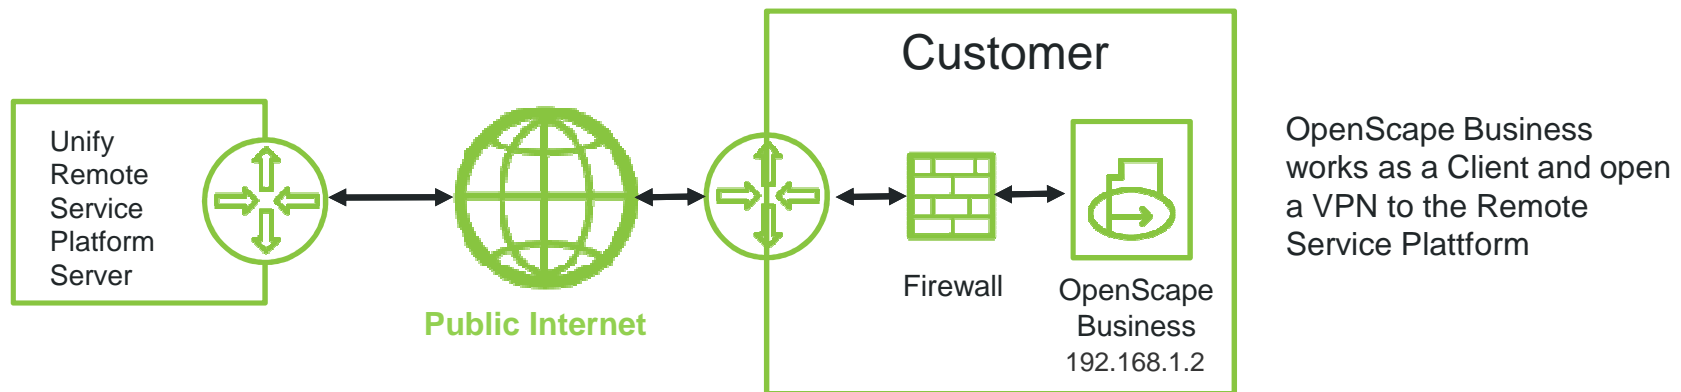 Unify
Remote
Service
Platform
Server
Public Internet
Customer
Firewall
OpenScape
Business
192.168.1.2
OpenScape Business
works as a Client and open
a VPN to the Remote
Service Plattform